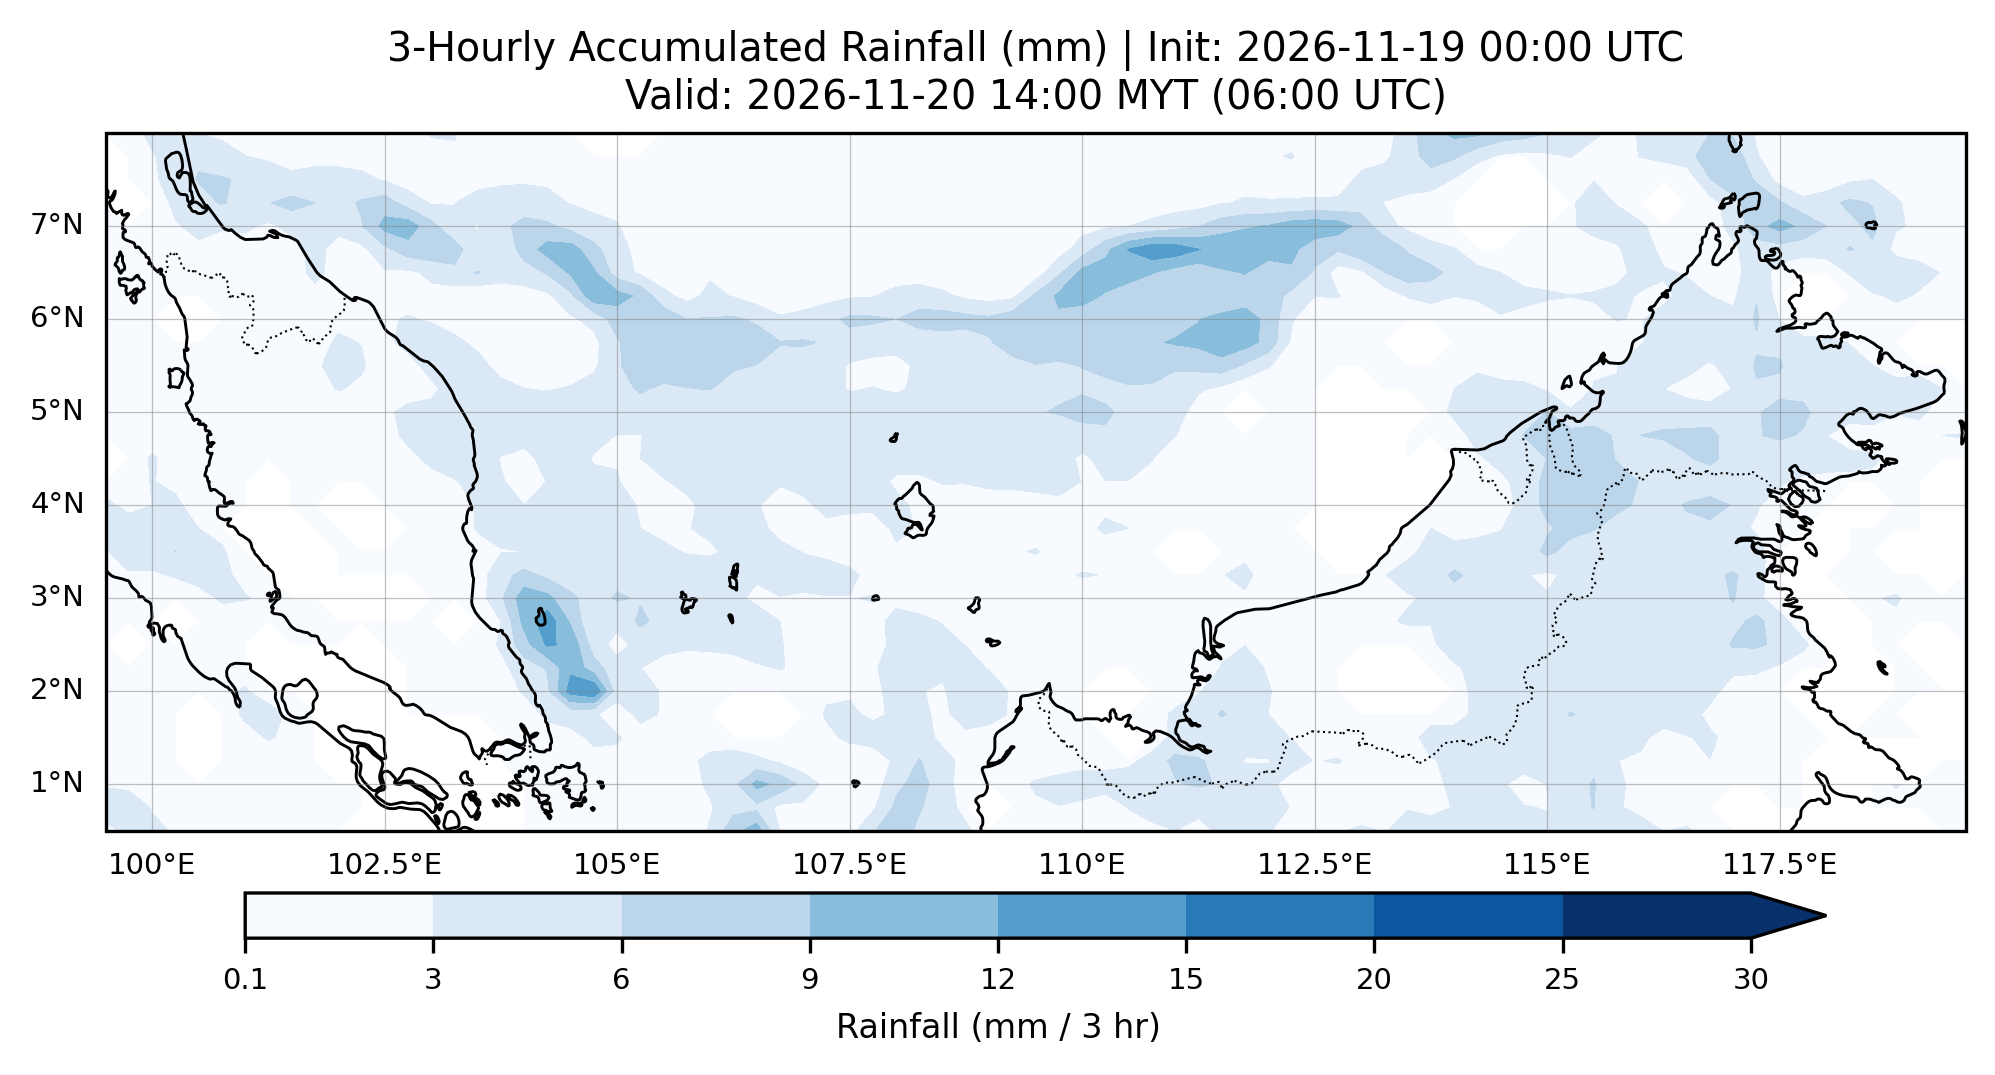 3-Hourly Accumulated Rainfall (mm) | Init: 2026-11-19 00:00 UTC
Valid: 2026-11-20 14:00 MYT (06:00 UTC)
7°N
6°N
5°N
4°N
3°N
2°N
1°N
100°E 102.5°E 105°E 107.5°E 110°E 112.5°E 115°E 117.5°E
0.1 3 6 9 12 15 20 25 30
Rainfall (mm / 3 hr)